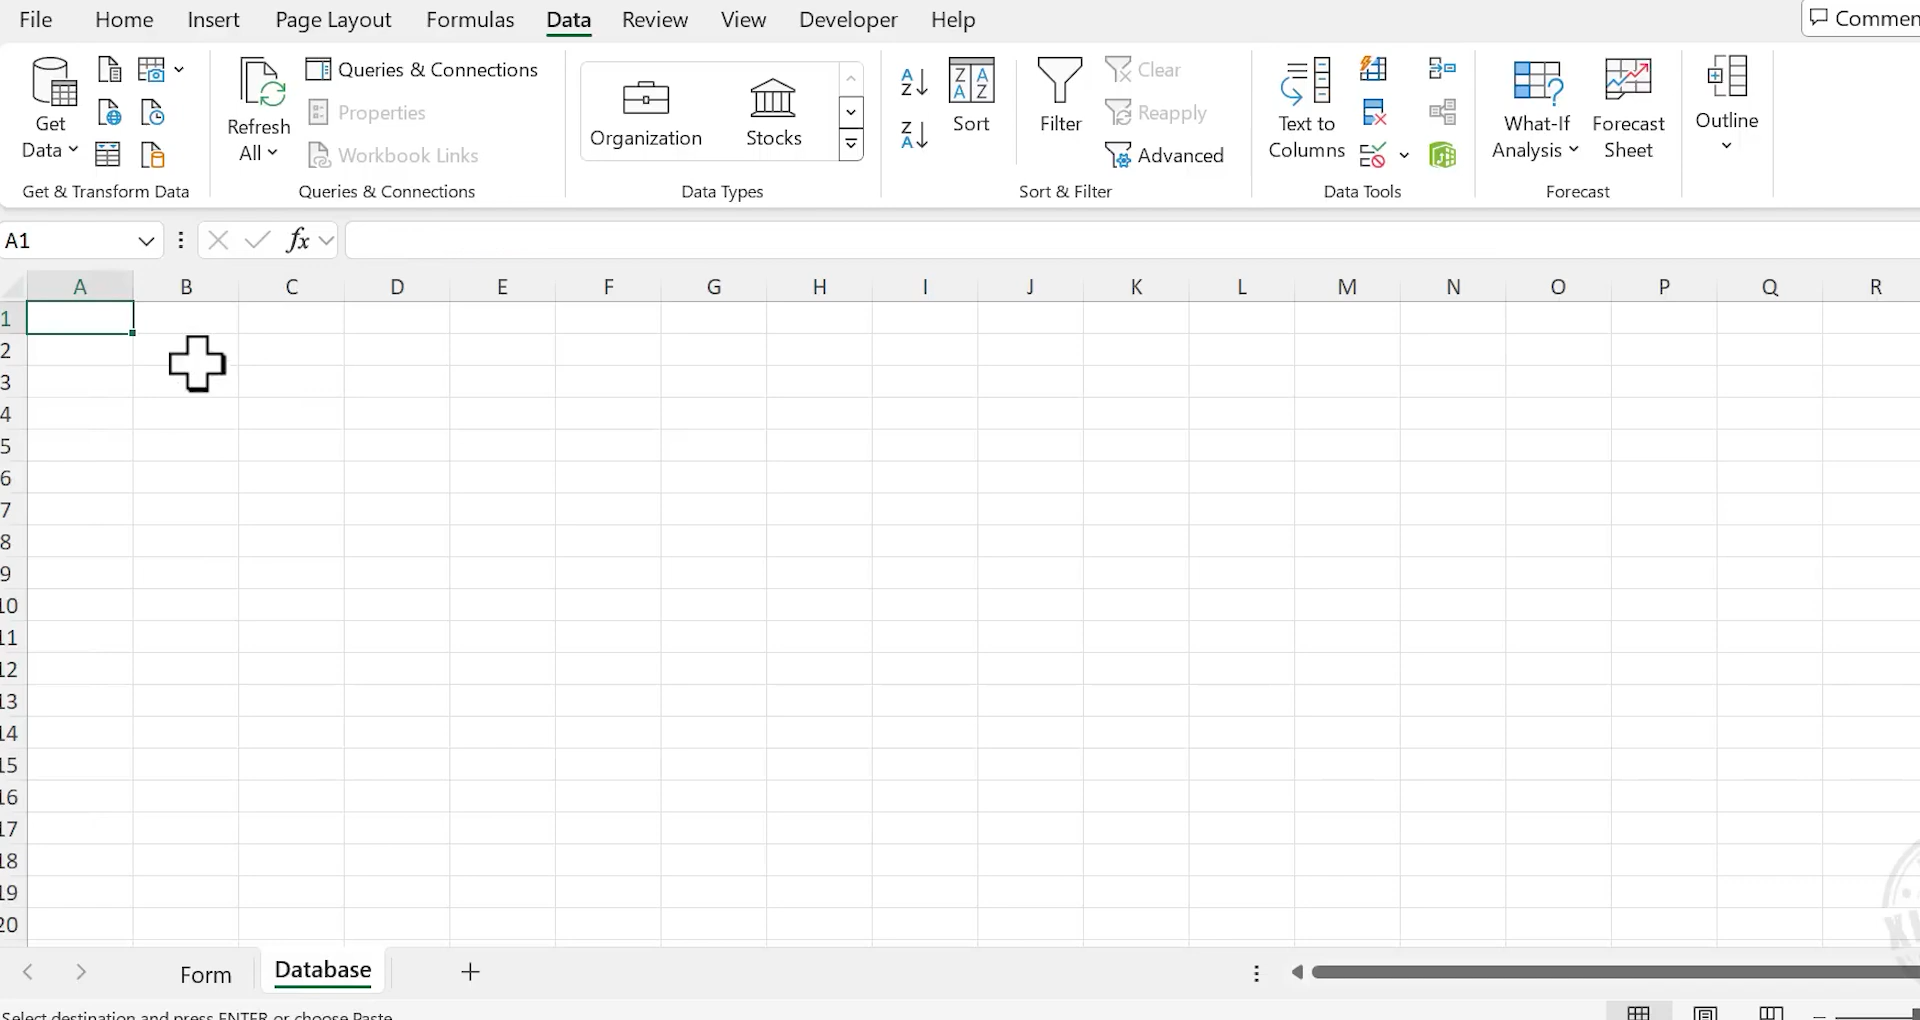 File Home Insert Page Layout Formulas Data Review View Developer Help Commen
Get Data
Refresh All
Queries & Connections
Properties
Workbook Links
Organization
Stocks
Sort
Filter
Clear
Reapply
Advanced
Text to Columns
What-If Analysis
Forecast Sheet
Outline
Get & Transform Data
Queries & Connections
Data Types
Sort & Filter
Data Tools
Forecast
A1
fx
A B C D E F G H I J K L M N O P Q R
1
2
3
4
5
6
7
8
9
10
11
12
13
14
15
16
17
18
19
20
Form Database
Select destination and press ENTER or choose Paste